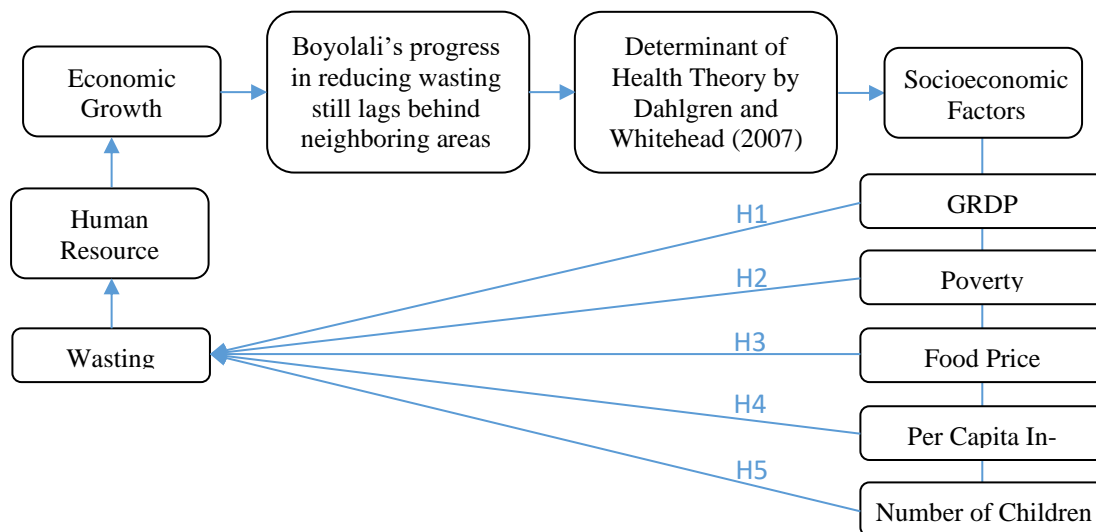 Economic
Growth
Boyolali’s progress
in reducing wasting
still lags behind
neighboring areas
Determinant of
Health Theory by
Dahlgren and
Whitehead (2007)
Socioeconomic
Factors
Human
Resource
Wasting
H1
H2
H3
H4
H5
GRDP
Poverty
Food Price
Per Capita In-
Number of Children